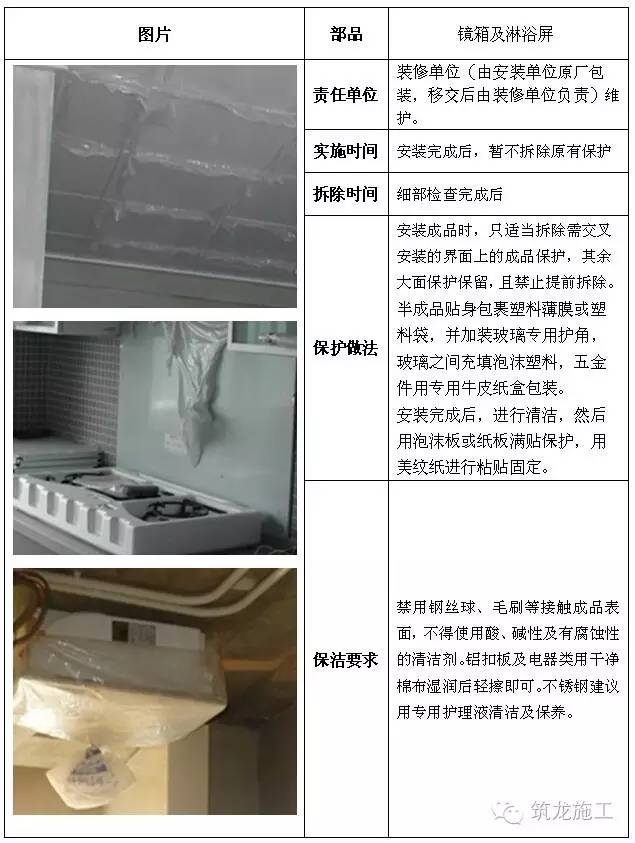 图片
部品
镜箱及淋浴屏
责任单位
装修单位（由安装单位原厂包
装，移交后由装修单位负责）维
护。
实施时间
安装完成后，暂不拆除原有保护
拆除时间
细部检查完成后
保护做法
安装成品时，只适当拆除需交叉
安装的界面上的成品保护，其余
大面保护保留，且禁止提前拆除。
半成品贴身包裹塑料薄膜或塑
料袋，并加装玻璃专用护角，
玻璃之间充填泡沫塑料，五金
件用专用牛皮纸盒包装。
安装完成后，进行清洁，然后
用泡沫板或纸板满贴保护，用
美纹纸进行粘贴固定。
保洁要求
禁用钢丝球、毛刷等接触成品表
面，不得使用酸、碱性及有腐蚀性
的清洁剂。铝扣板及电器类用干净
棉布湿润后轻擦即可。不锈钢建议
用专用护理液清洁及保养。
筑龙施工